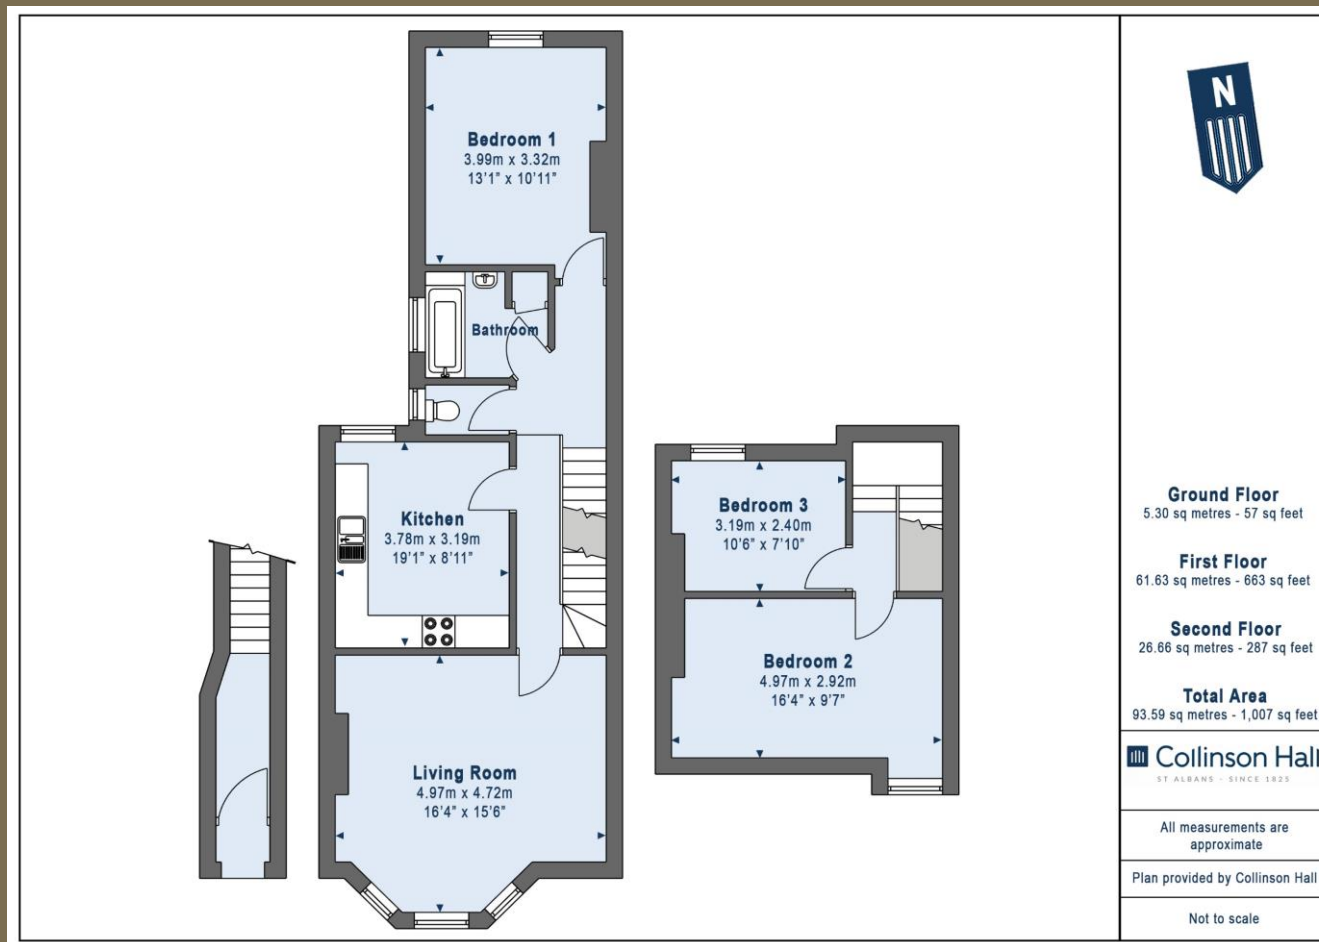 Bedroom 1
3.99m x 3.32m
13'1" x 10'11"
Bathroom
Kitchen
3.78m x 3.19m
19'1" x 8'11"
Living Room
4.97m x 4.72m
16'4" x 15'6"
Bedroom 3
3.19m x 2.40m
10'6" x 7'10"
Bedroom 2
4.97m x 2.92m
16'4" x 9'7"
N
Ground Floor
5.30 sq metres - 57 sq feet
First Floor
61.63 sq metres - 663 sq feet
Second Floor
26.66 sq metres - 287 sq feet
Total Area
93.59 sq metres - 1,007 sq feet
Collinson Hall
ST ALBANS - SINCE 1825
All measurements are
approximate
Plan provided by Collinson Hall
Not to scale